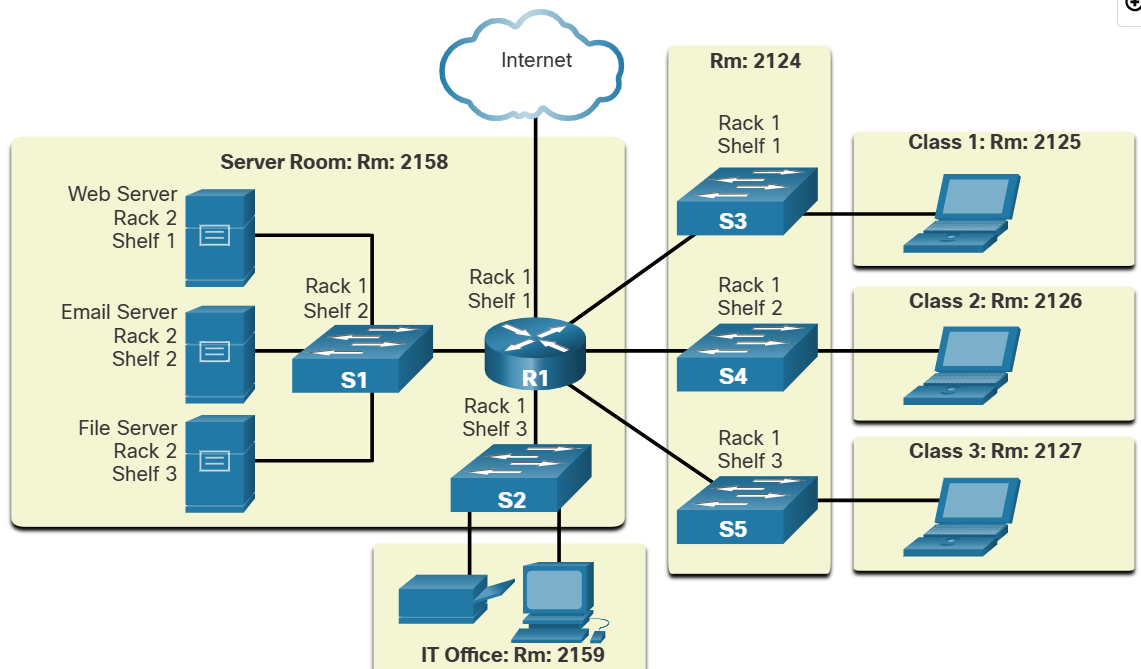 Internet
Server Room: Rm: 2158
Web Server
Rack 2
Shelf 1
Email Server
Rack 2
Shelf 2
File Server
Rack 2
Shelf 3
Rack 1
Shelf 2
S1
Rack 1
Shelf 1
R1
Rack 1
Shelf 3
S2
IT Office: Rm: 2159
Rm: 2124
Rack 1
Shelf 1
S3
Rack 1
Shelf 2
S4
Rack 1
Shelf 3
S5
Class 1: Rm: 2125
Class 2: Rm: 2126
Class 3: Rm: 2127